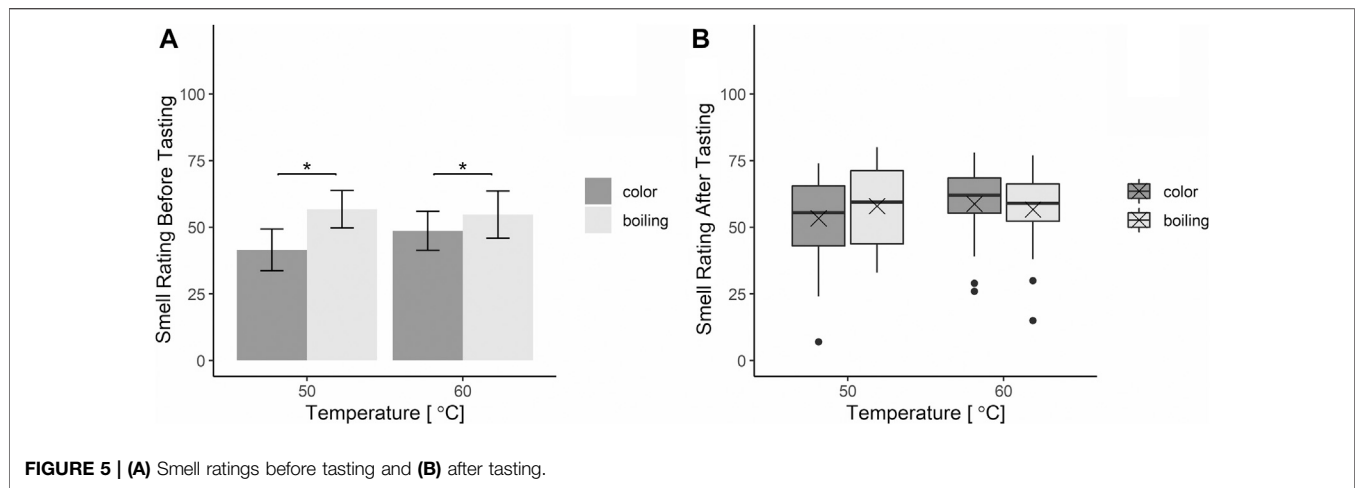 A
Smell Rating Before Tasting
100
75
50
25
0
*
*
50
60
Temperature [ °C]
color
boiling
B
Smell Rating After Tasting
100
75
50
25
0
50
60
Temperature [ °C]
color
boiling
FIGURE 5 | (A) Smell ratings before tasting and (B) after tasting.